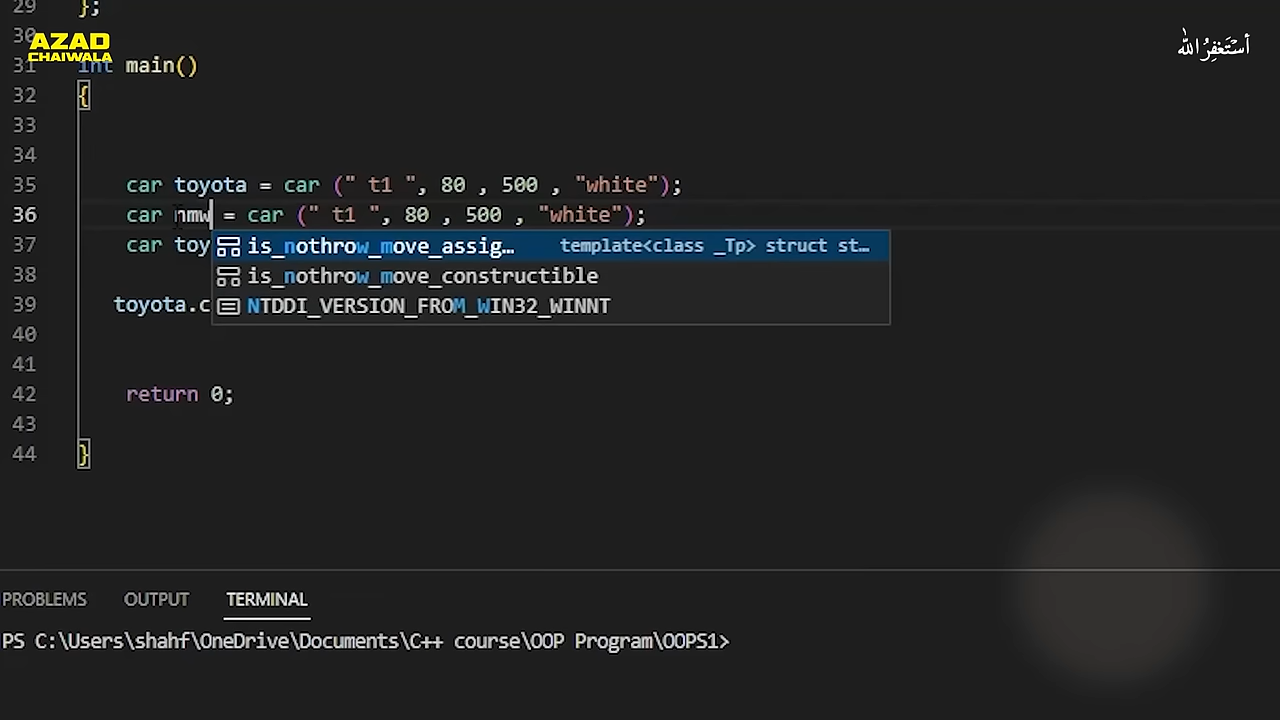 29 };
30
AZAD
CHAIWALA
أستغفر الله
31 int main()
32 {
33
34
35 car toyota = car (" t1 ", 80 , 500 , "white");
36 car nmw = car (" t1 ", 80 , 500 , "white");
37 car toy
is_nothrow_move_assig… template<class _Tp> struct st…
38 is_nothrow_move_constructible
39 toyota.c NTDDI_VERSION_FROM_WIN32_WINNT
40
41
42 return 0;
43
44 }
PROBLEMS OUTPUT TERMINAL
PS C:\Users\shahf\OneDrive\Documents\C++ course\OOP Program\OOPS1>